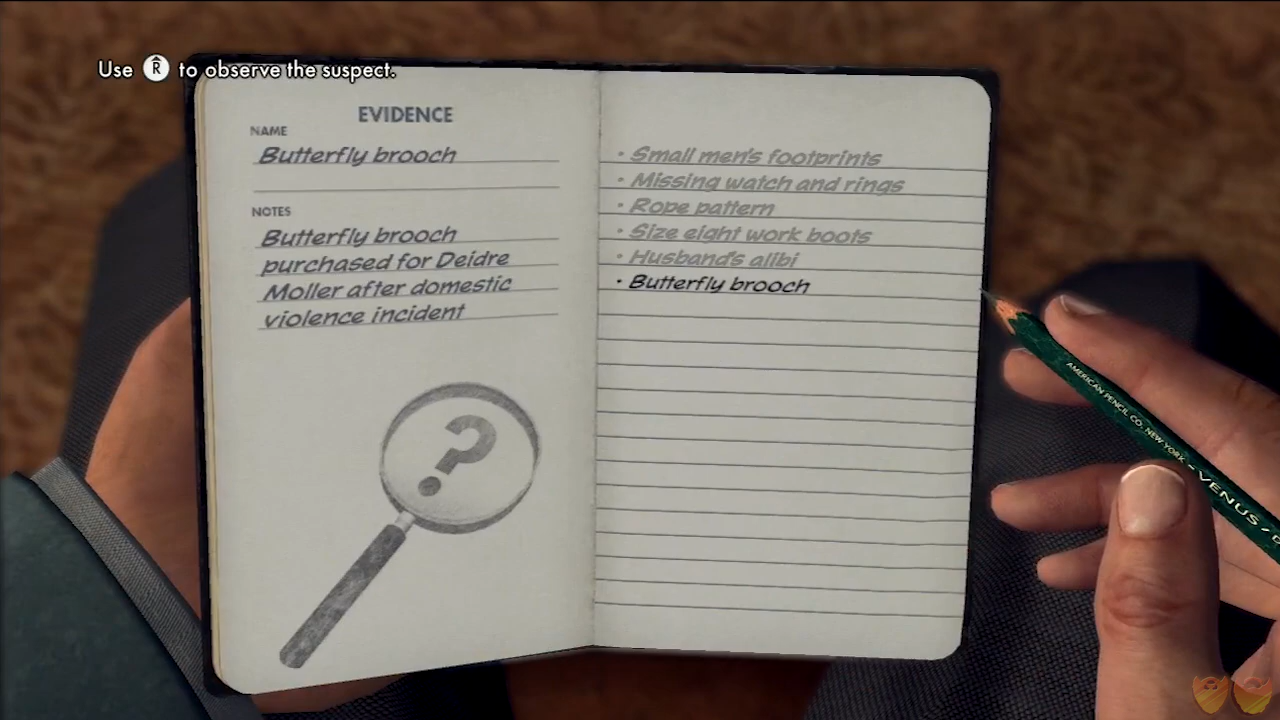 Use R to observe the suspect.
EVIDENCE
NAME
Butterfly brooch
NOTES
Butterfly brooch
purchased for Deidre
Moller after domestic
violence incident
• Small men's footprints
• Missing watch and rings
• Rope pattern
• Size eight work boots
• Husband's alibi
• Butterfly brooch
AMERICAN PENCIL CO. NEW YORK VENUS